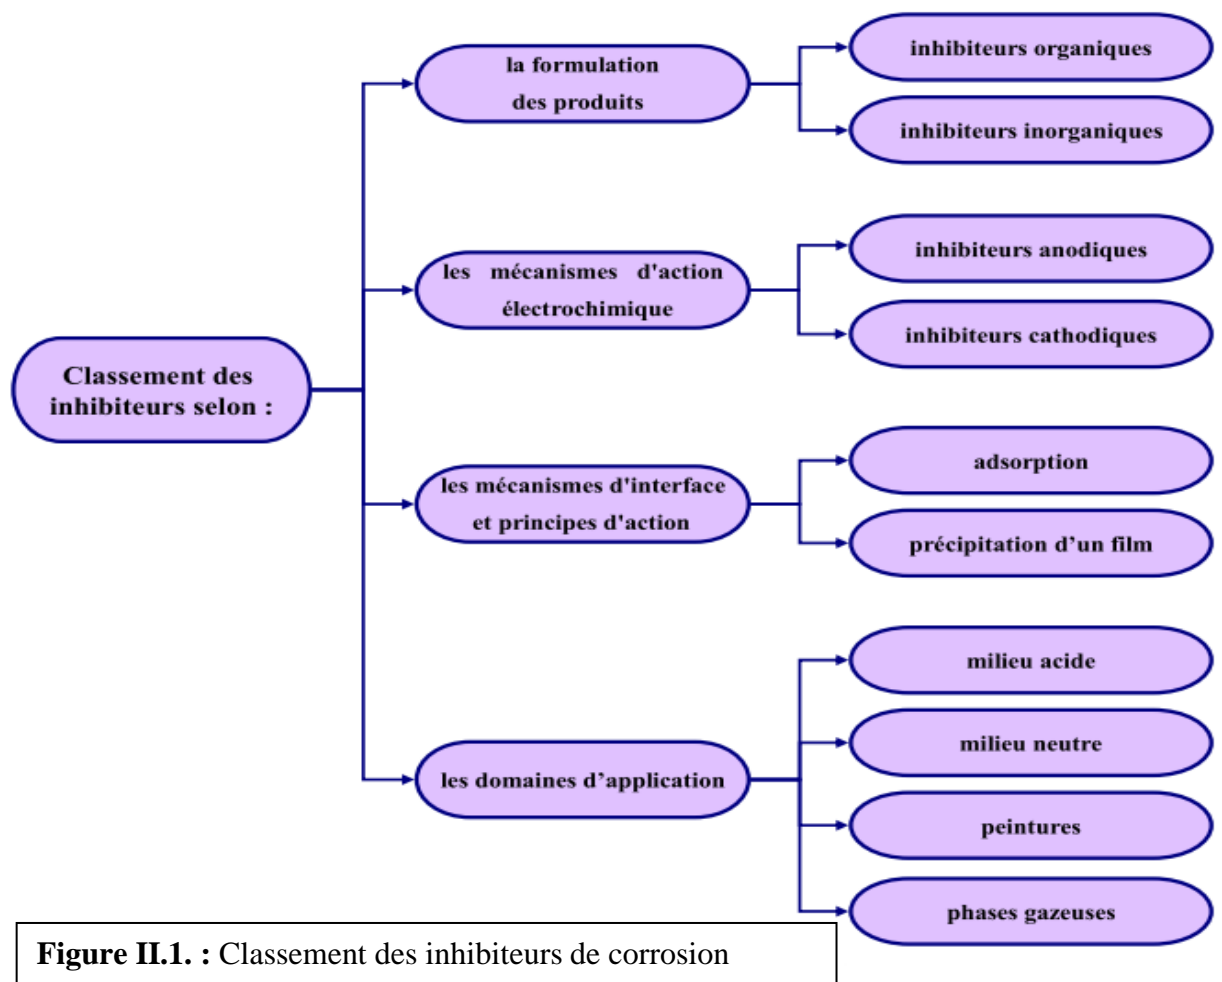 Classement des
inhibiteurs selon :
la formulation
des produits
inhibiteurs organiques
inhibiteurs inorganiques
les mécanismes d'action
électrochimique
inhibiteurs anodiques
inhibiteurs cathodiques
les mécanismes d'interface
et principes d'action
adsorption
précipitation d’un film
les domaines d’application
milieu acide
milieu neutre
peintures
phases gazeuses
Figure II.1. : Classement des inhibiteurs de corrosion